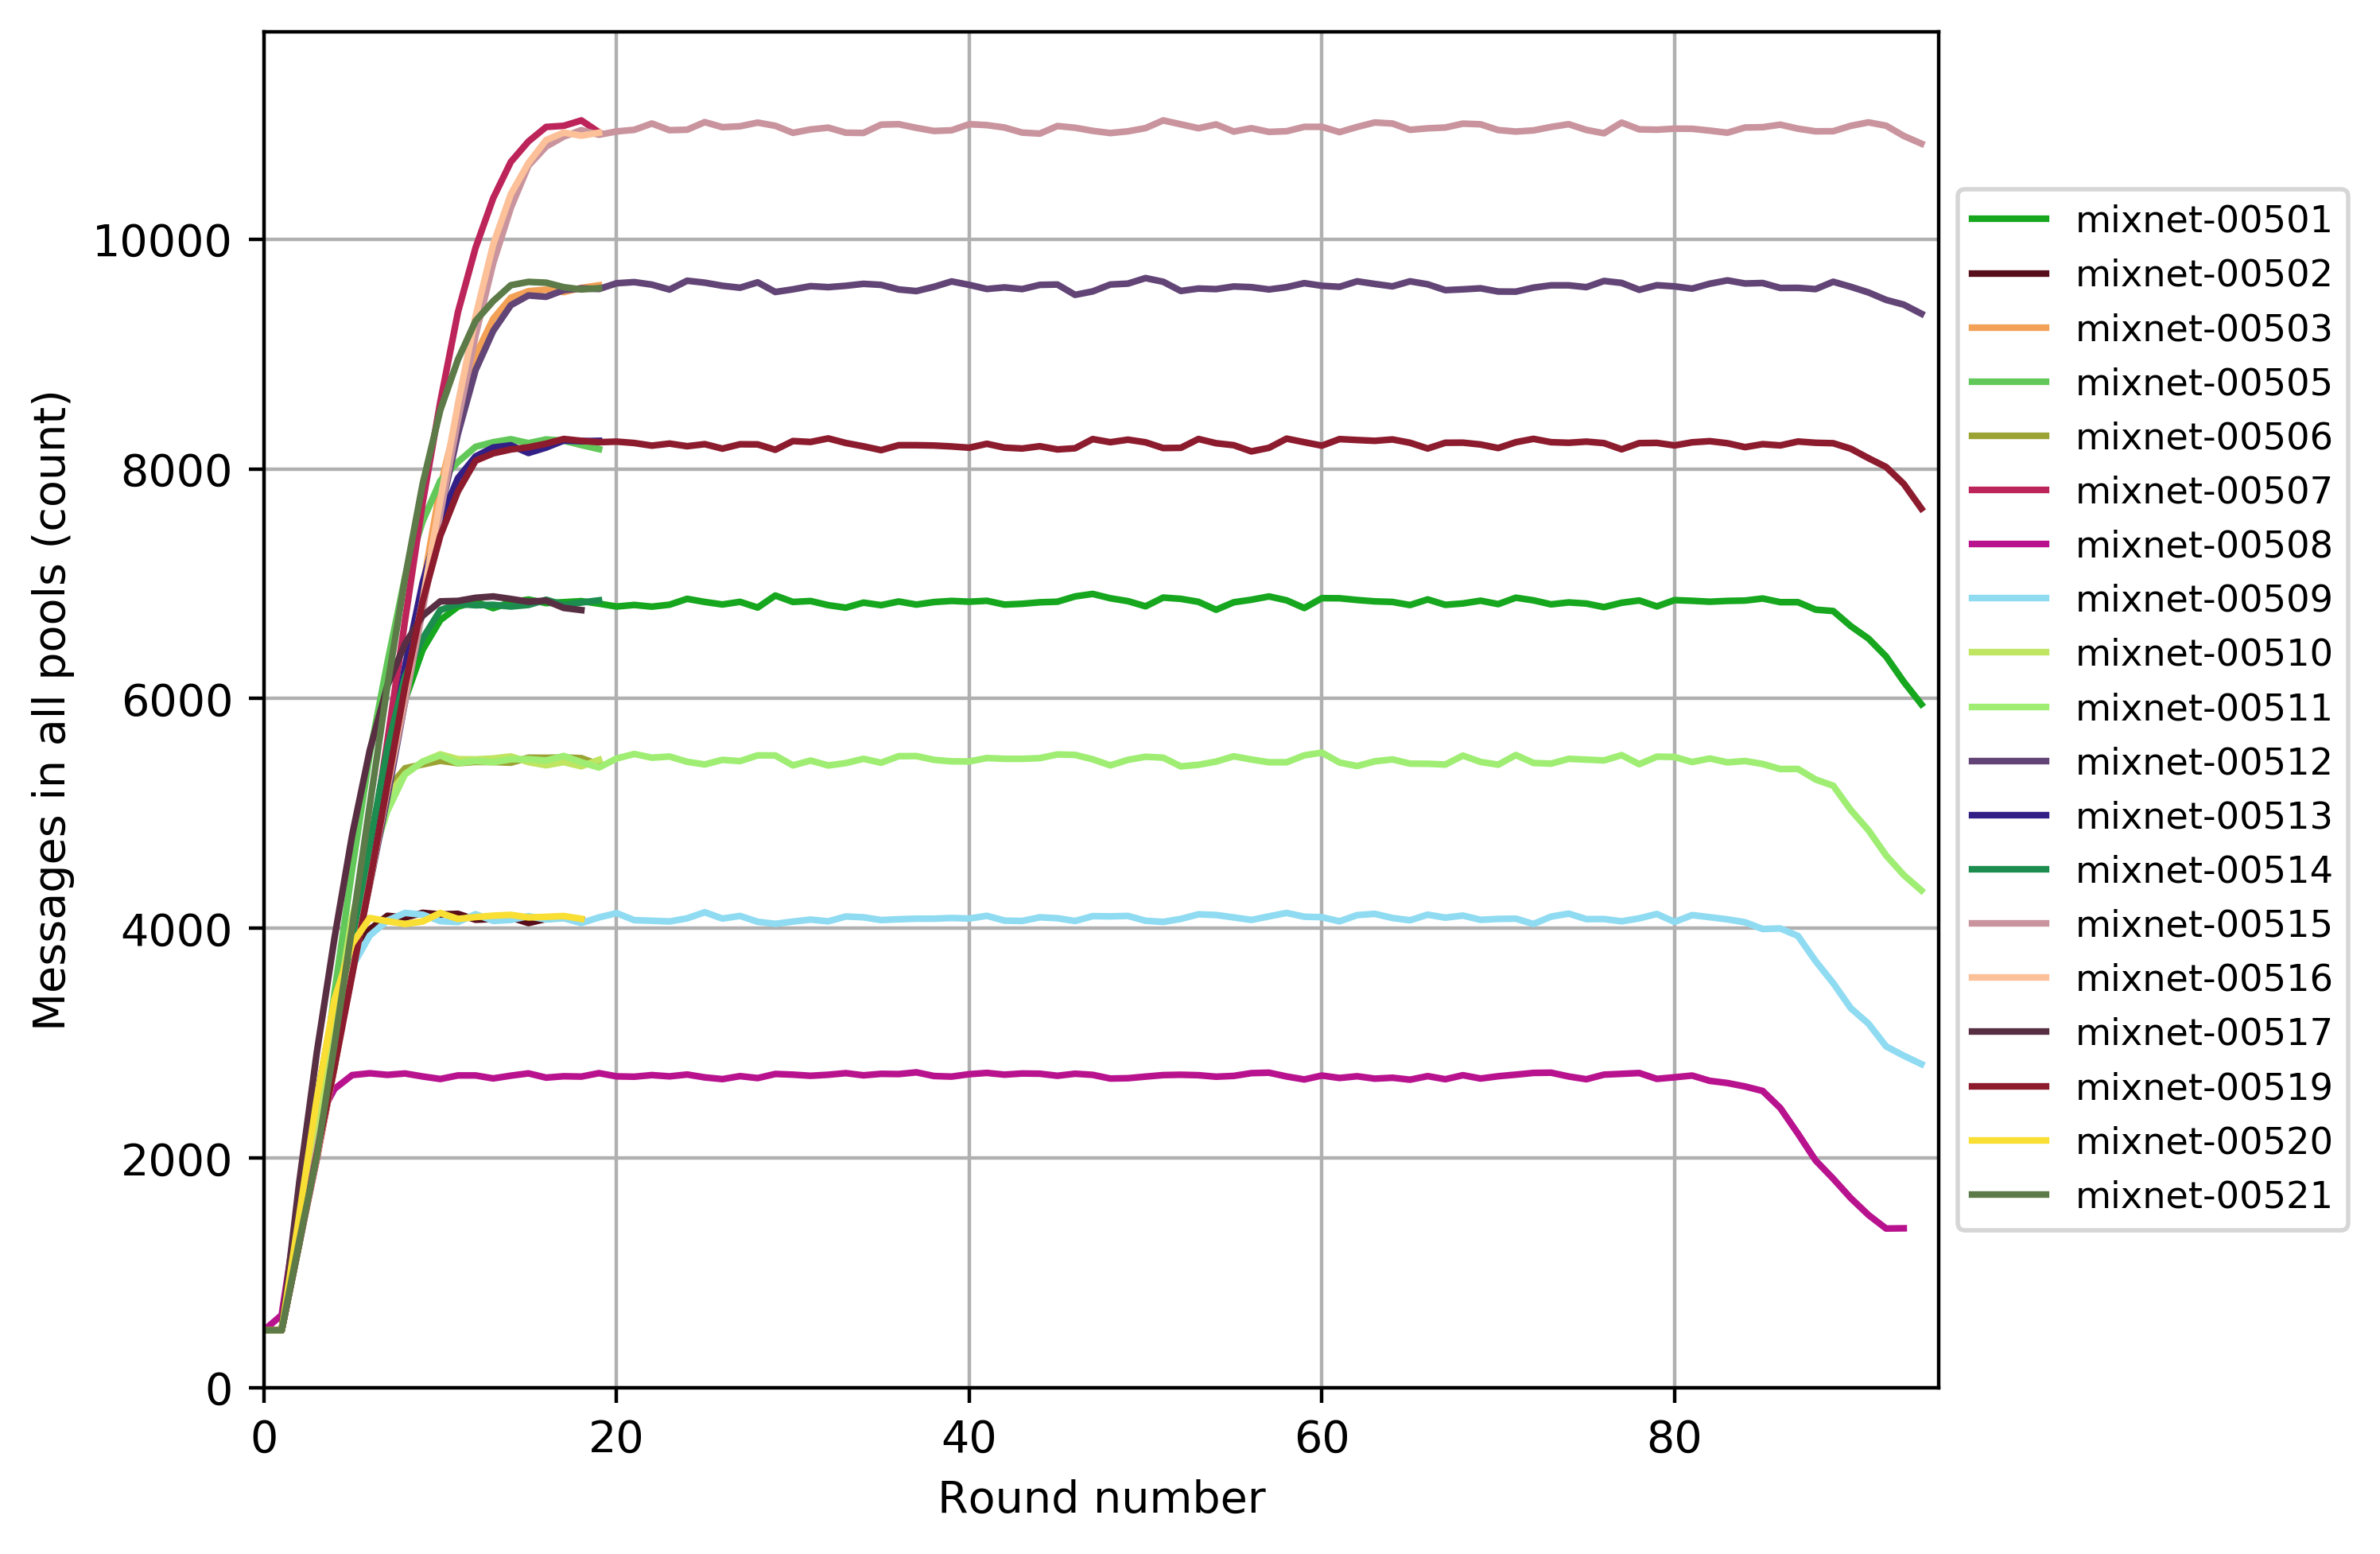 Messages in all pools (count)
10000
8000
6000
4000
2000
0
0 20 40 60 80
Round number
mixnet-00501
mixnet-00502
mixnet-00503
mixnet-00505
mixnet-00506
mixnet-00507
mixnet-00508
mixnet-00509
mixnet-00510
mixnet-00511
mixnet-00512
mixnet-00513
mixnet-00514
mixnet-00515
mixnet-00516
mixnet-00517
mixnet-00519
mixnet-00520
mixnet-00521